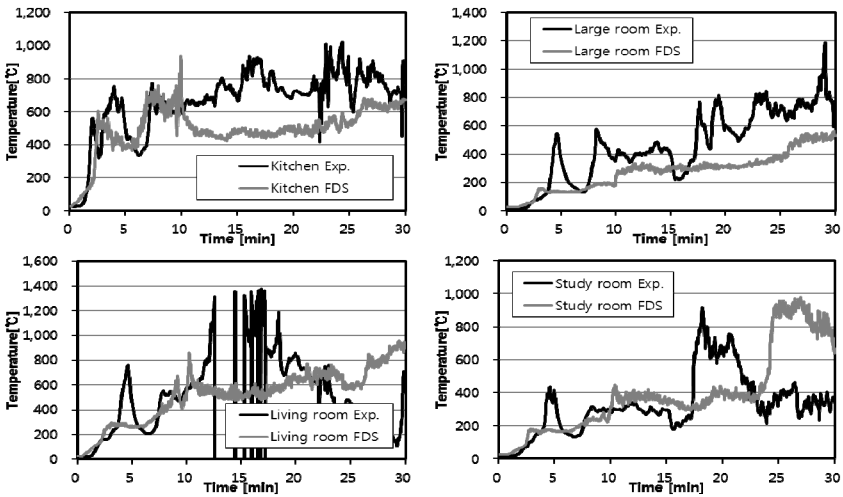 1,200
1,000
800
600
400
200
0
Temperature[℃]
Kitchen Exp.
Kitchen FDS
0 5 10 15 20 25 30
Time [min]
1,400
1,200
1,000
800
600
400
200
0
Temperature[℃]
Large room Exp.
Large room FDS
0 5 10 15 20 25 30
Time [min]
1,600
1,400
1,200
1,000
800
600
400
200
0
Temperature[℃]
Living room Exp.
Living room FDS
0 5 10 15 20 25 30
Time [min]
1,200
1,000
800
600
400
200
0
Temperature[℃]
Study room Exp.
Study room FDS
0 5 10 15 20 25 30
Time [min]